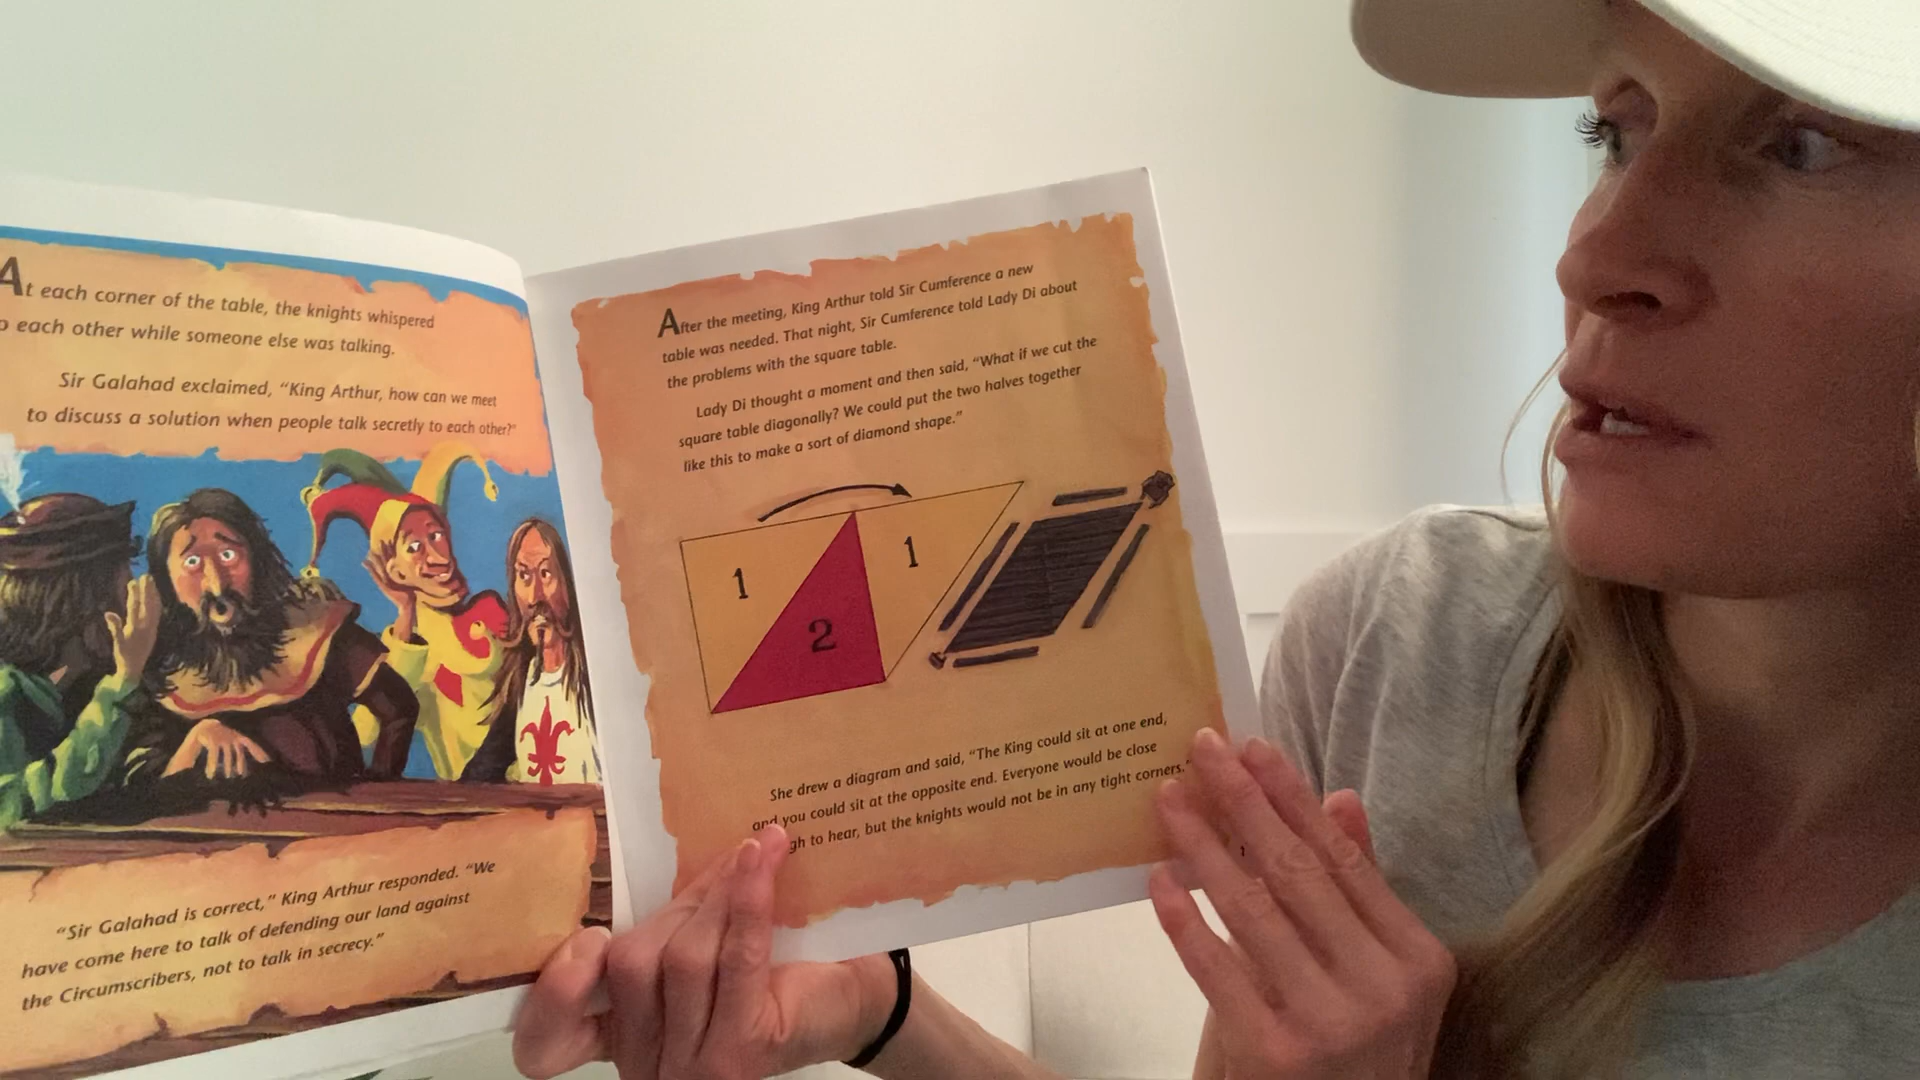 At each corner of the table, the knights whispered
each other while someone else was talking.
Sir Galahad exclaimed, “King Arthur, how can we meet
to discuss a solution when people talk secretly to each other?”
“Sir Galahad is correct,” King Arthur responded. “We
have come here to talk of defending our land against
the Circumscribers, not to talk in secrecy.”
After the meeting, King Arthur told Sir Cumference a new
table was needed. That night, Sir Cumference told Lady Di about
the problems with the square table.
Lady Di thought a moment and then said, “What if we cut the
square table diagonally? We could put the two halves together
like this to make a sort of diamond shape.”
1
1
2
She drew a diagram and said, “The King could sit at one end,
and you could sit at the opposite end. Everyone would be close
to hear, but the knights would not be in any tight corners.”